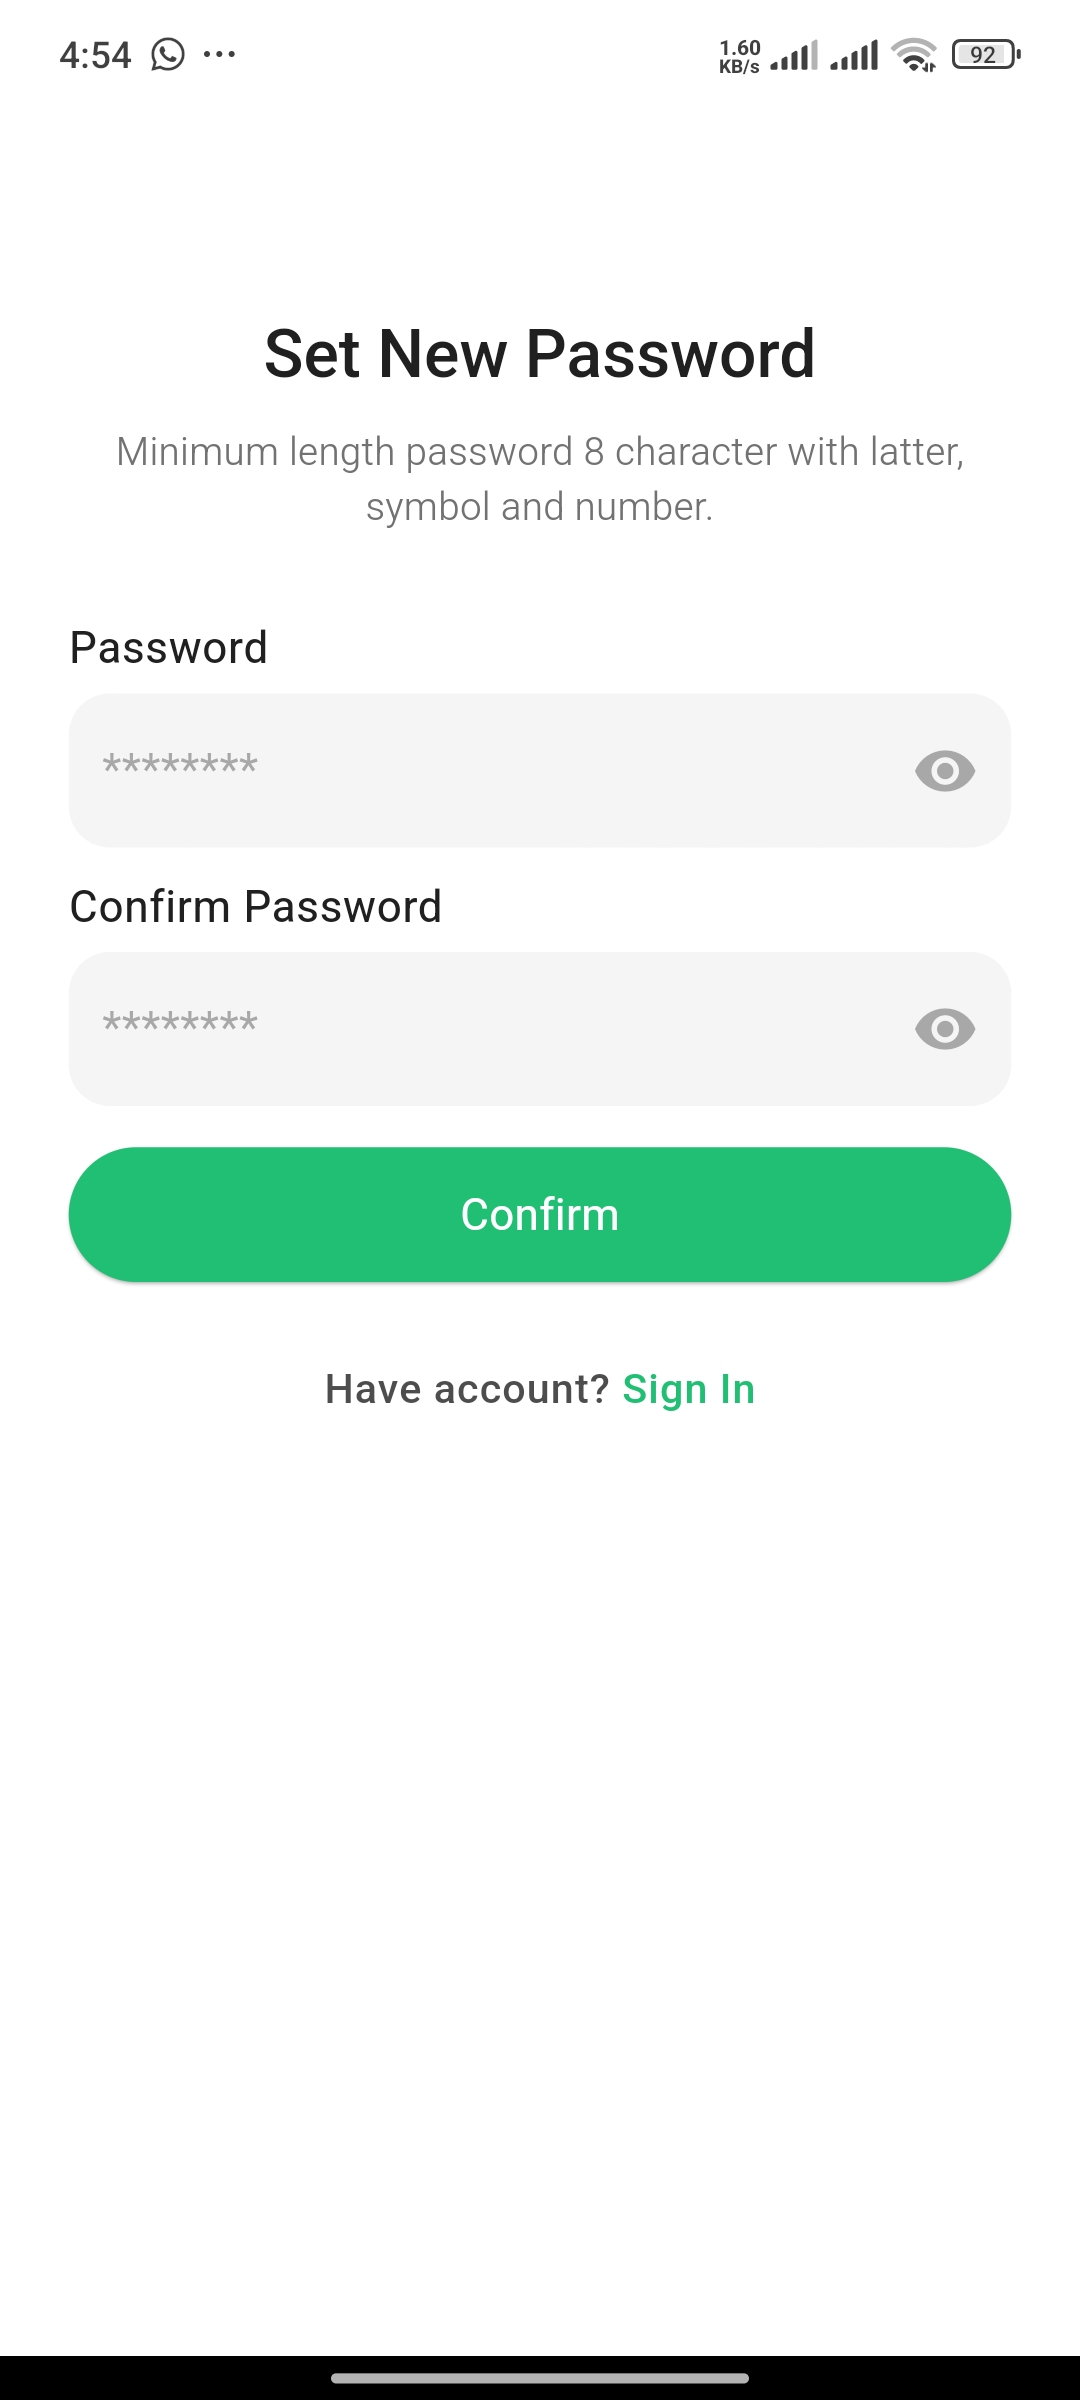 4:54
1.60
KB/s
92
Set New Password
Minimum length password 8 character with latter,
symbol and number.
Password
********
Confirm Password
********
Confirm
Have account? Sign In